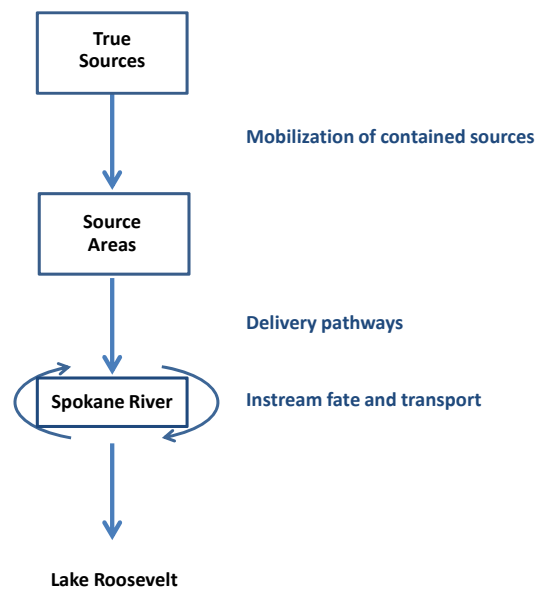 True
Sources
Mobilization of contained sources
Source
Areas
Delivery pathways
Spokane River
Instream fate and transport
Lake Roosevelt